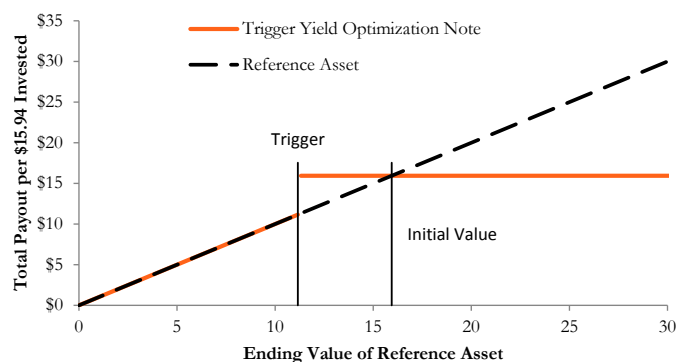 $35
$30
$25
$20
$15
$10
$5
$0
Total Payout per $15.94 Invested
Trigger Yield Optimization Note
Reference Asset
Trigger
Initial Value
0 5 10 15 20 25 30
Ending Value of Reference Asset